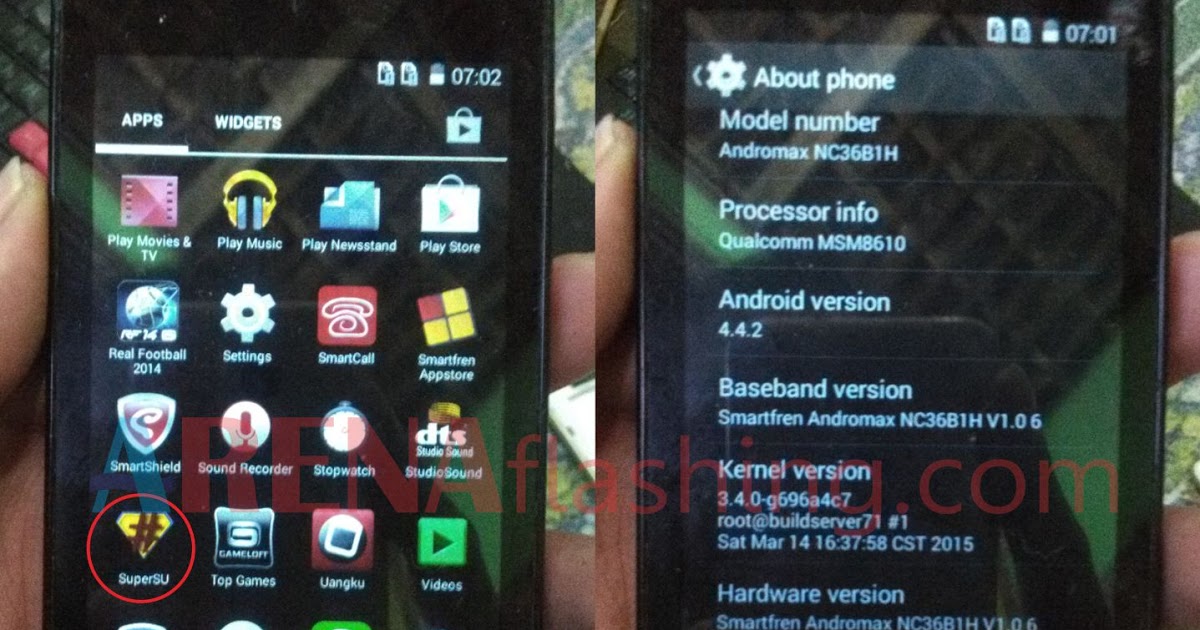 07:02
APPS WIDGETS
Play Movies &
TV
Play Music
Play Newsstand
Play Store
RF14
Real Football
2014
Settings
SmartCall
Smartfren
Appstore
SmartShield
Sound Recorder
Stopwatch
dts
Studio Sound
StudioSound
SuperSU
GAMELOFT
Top Games
Uangku
Videos
07:01
About phone
Model number
Andromax NC36B1H
Processor info
Qualcomm MSM8610
Android version
4.4.2
Baseband version
Smartfren Andromax NC36B1H V1.0 6
Kernel version
3.4.0-g696a4c7
root@buildserver71 #1
Sat Mar 14 16:37:58 CST 2015
Hardware version
Smartfren Andromax NC36B1H V1.0 6
ARENAflashing.com